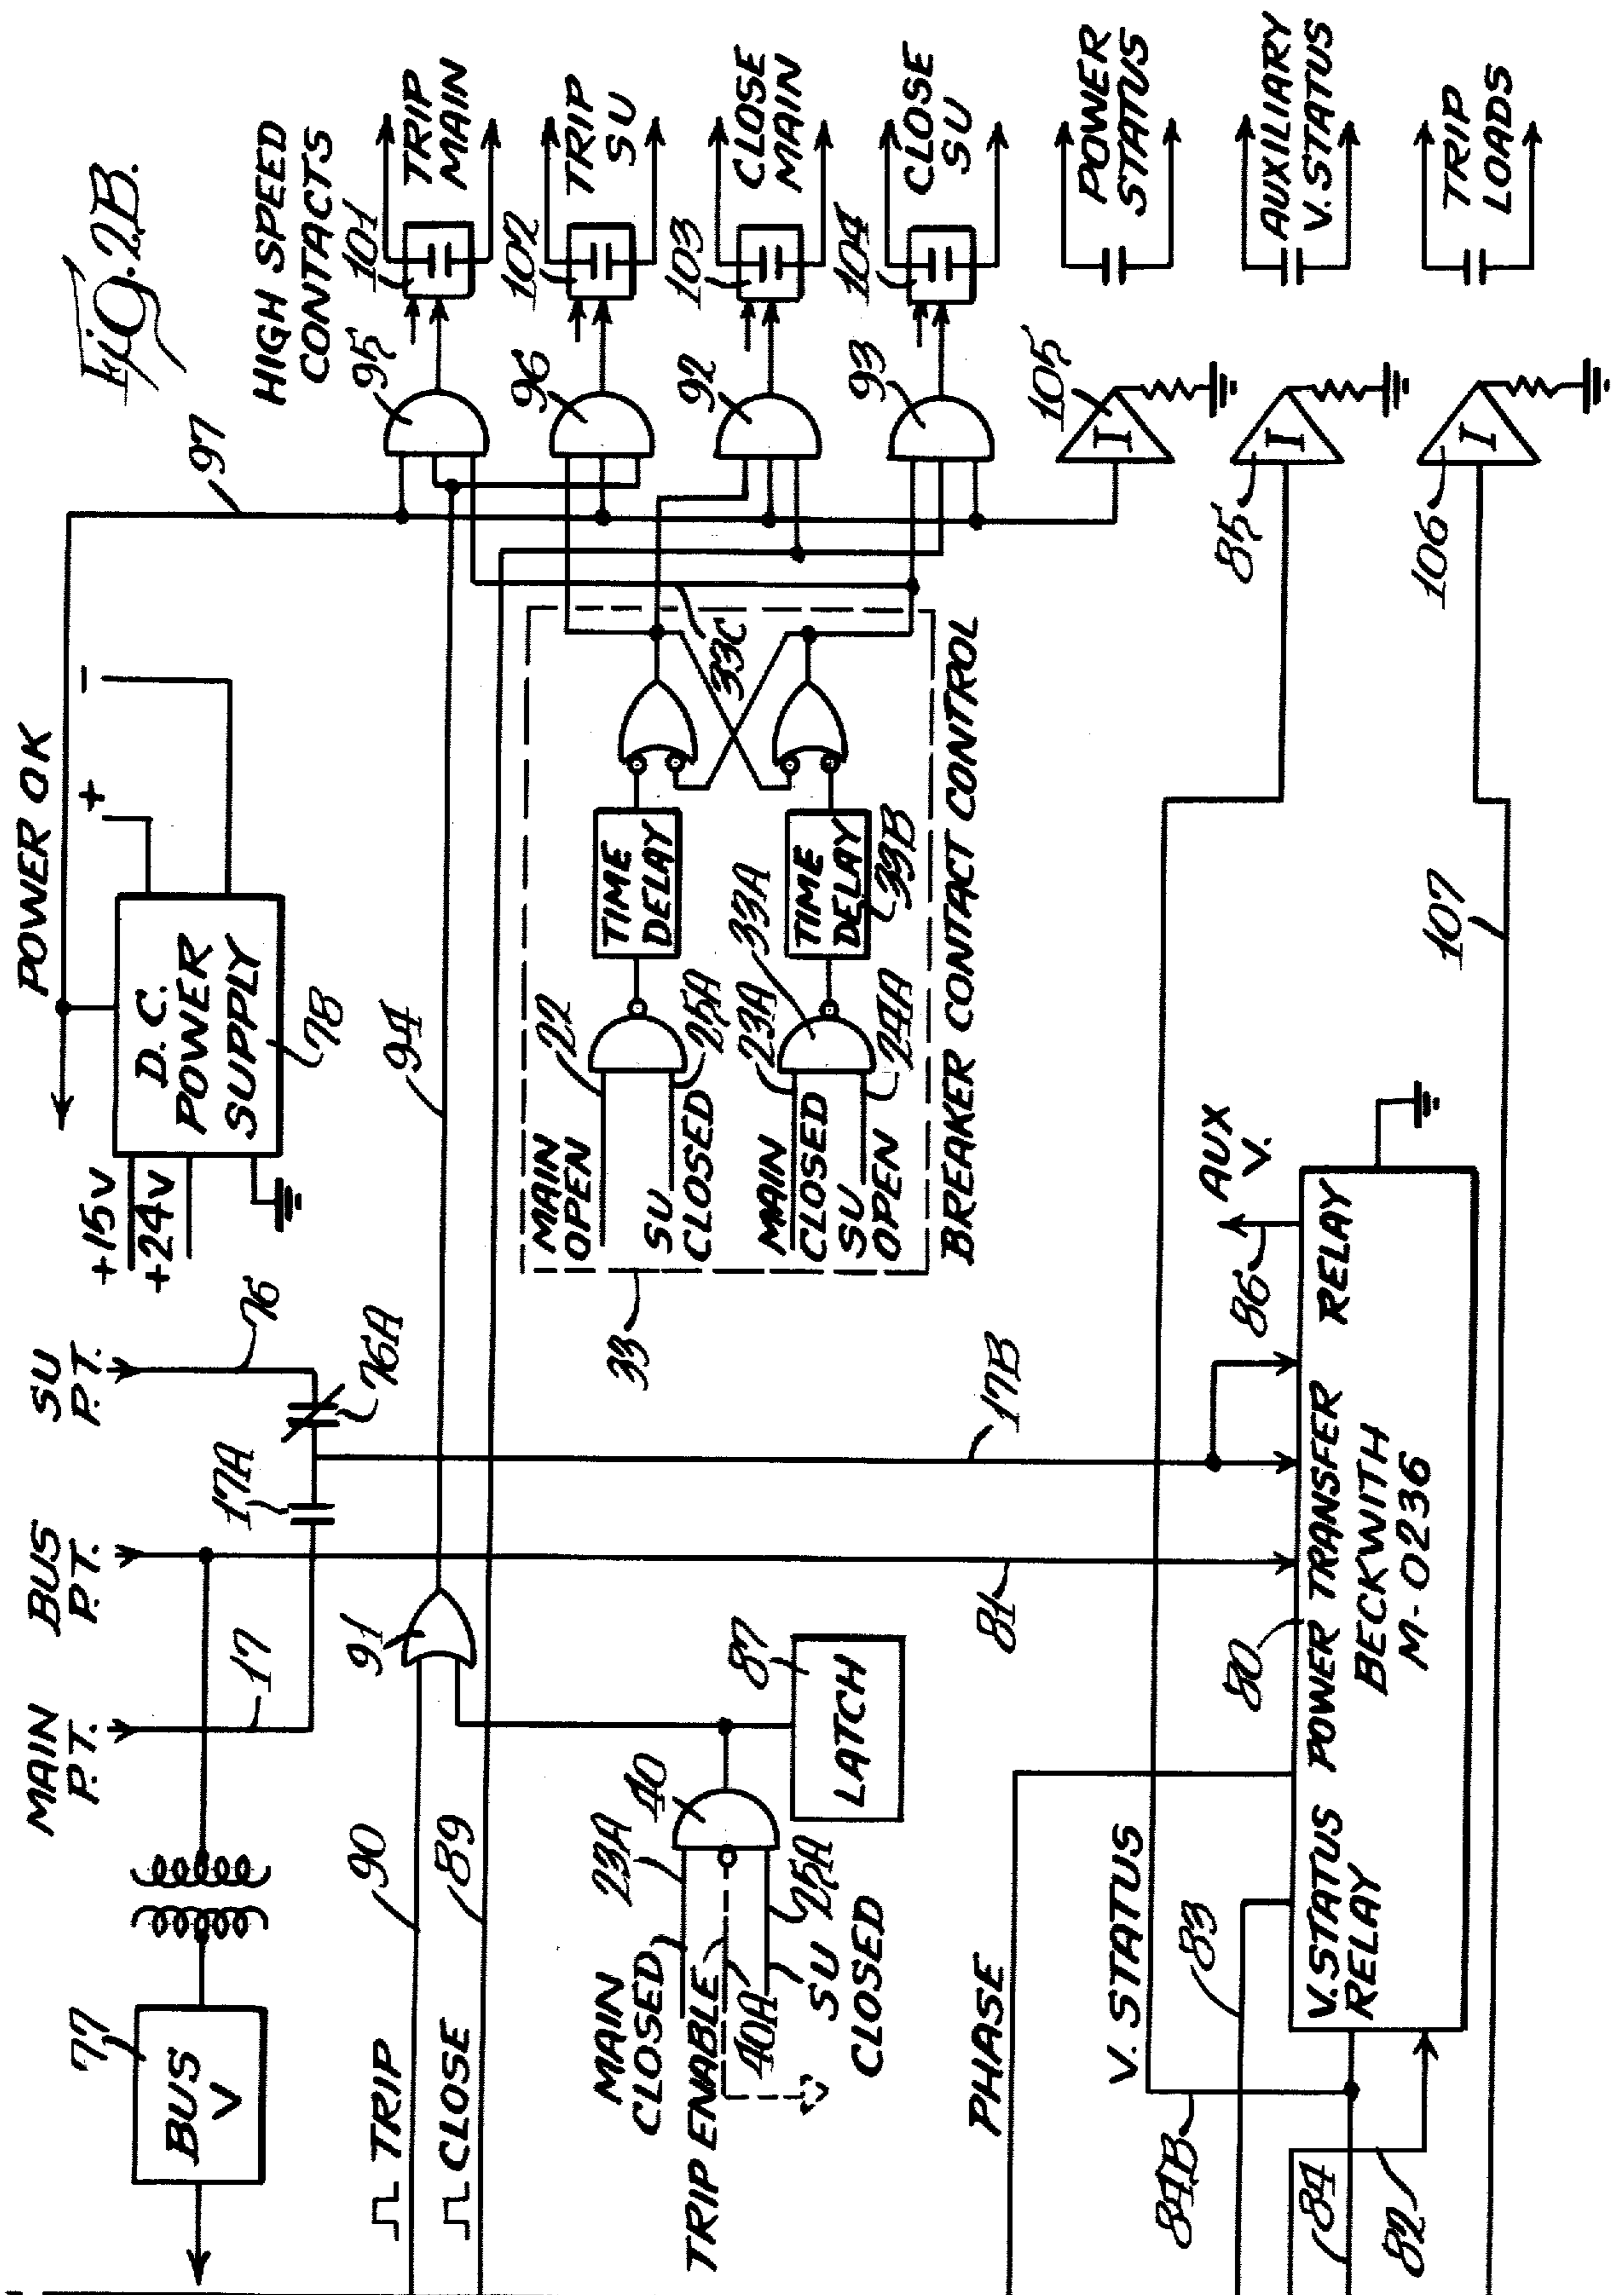 Fig. 2B.
POWER OK
+
-
97
HIGH SPEED
CONTACTS
+15V
+24V
D. C.
POWER
SUPPLY
78
95
101
TRIP
MAIN
96
102
TRIP
SU
92
103
CLOSE
MAIN
93
104
CLOSE
SU
105
I
POWER
STATUS
85
I
AUXILIARY
V. STATUS
106
I
TRIP
LOADS
MAIN
P.T.
BUS
P.T.
SU
P.T.
17
17A
76
76A
77
BUS
V
TRIP
90
CLOSE
89
91
94
MAIN
OPEN
22
SU
CLOSED
25A
TIME
DELAY
33C
MAIN
CLOSED
23A
33A
SU
OPEN
24A
TIME
DELAY
33B
33
BREAKER CONTACT CONTROL
MAIN
CLOSED
23A
40
TRIP ENABLE
40A
SU
CLOSED
25A
87
LATCH
81
17B
PHASE
V. STATUS
83
84B
84
82
V. STATUS
RELAY
80
POWER TRANSFER RELAY
BECKWITH
M-0236
86
AUX
V.
107